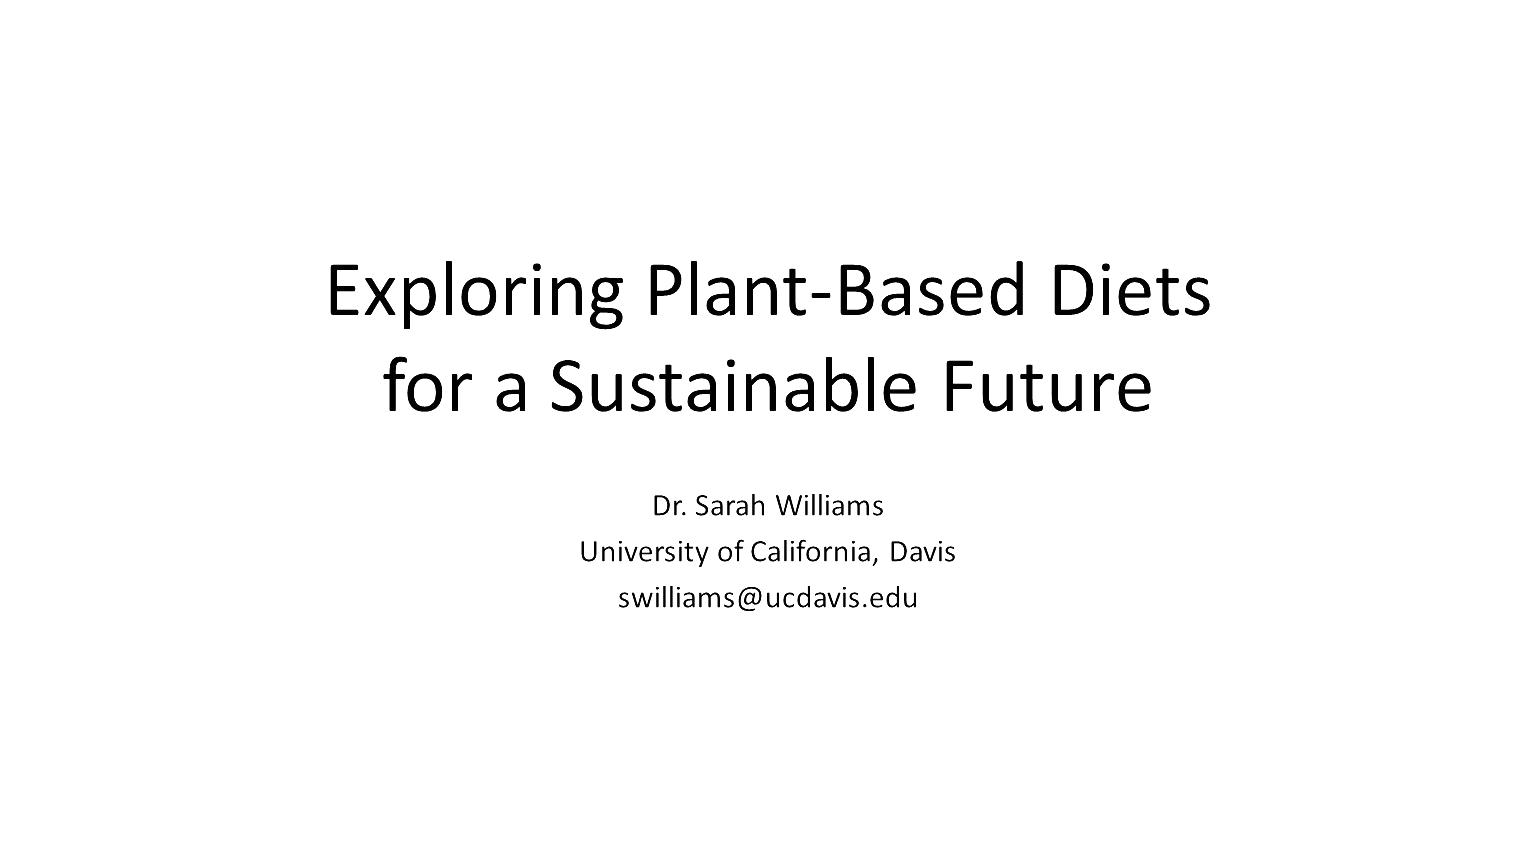 Exploring Plant-Based Diets
for a Sustainable Future
Dr. Sarah Williams
University of California, Davis
swilliams@ucdavis.edu